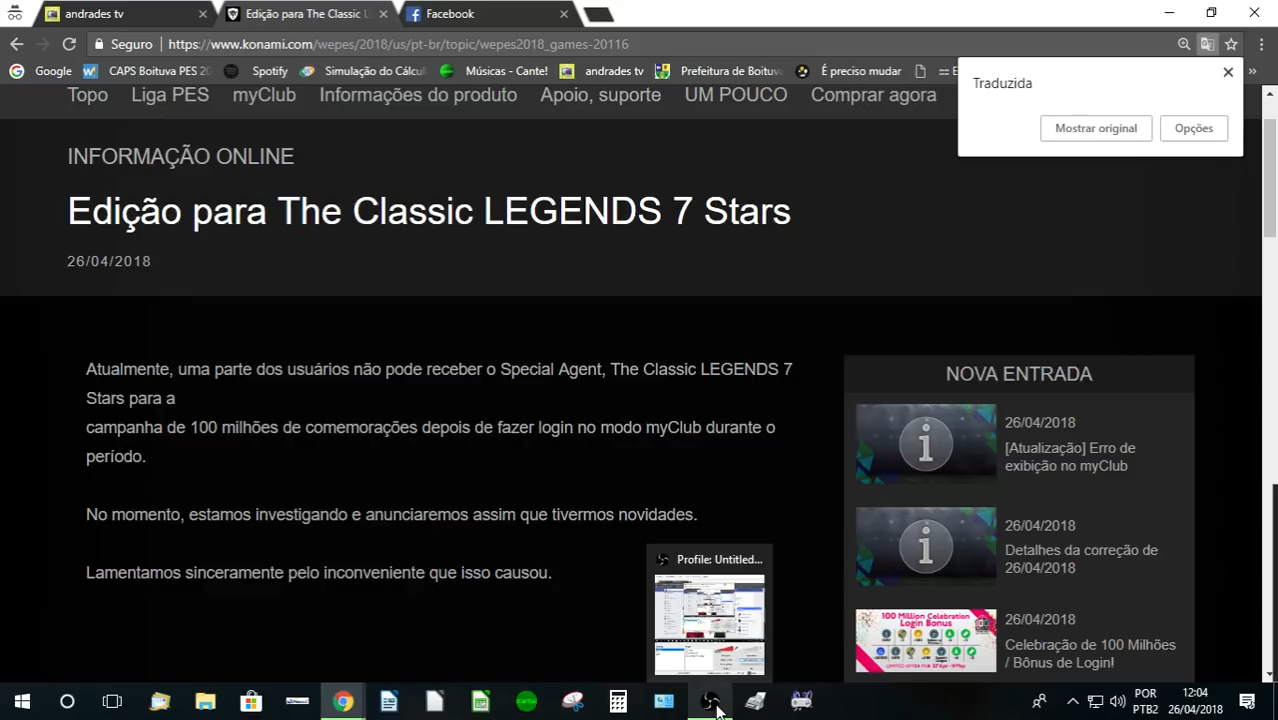 andrades tv
Edição para The Classic L
Facebook
Seguro
https://www.konami.com/wepes/2018/us/pt-br/topic/wepes2018_games-20116
Google
CAPS Boituva PES 20
Spotify
Simulação do Cálcul
Músicas - Cante!
andrades tv
Prefeitura de Boituva
É preciso mudar
Traduzida
Mostrar original
Opções
Topo
Liga PES
myClub
Informações do produto
Apoio, suporte
UM POUCO
Comprar agora
INFORMAÇÃO ONLINE
Edição para The Classic LEGENDS 7 Stars
26/04/2018
Atualmente, uma parte dos usuários não pode receber o Special Agent, The Classic LEGENDS 7
Stars para a
campanha de 100 milhões de comemorações depois de fazer login no modo myClub durante o
período.
No momento, estamos investigando e anunciaremos assim que tivermos novidades.
Lamentamos sinceramente pelo inconveniente que isso causou.
NOVA ENTRADA
26/04/2018
[Atualização] Erro de
exibição no myClub
26/04/2018
Detalhes da correção de
26/04/2018
100 Million Celebration
Login Bonus
26/04/2018
Celebração de 100 Milhões
/ Bônus de Login!
Profile: Untitled...
POR
PTB2
12:04
26/04/2018